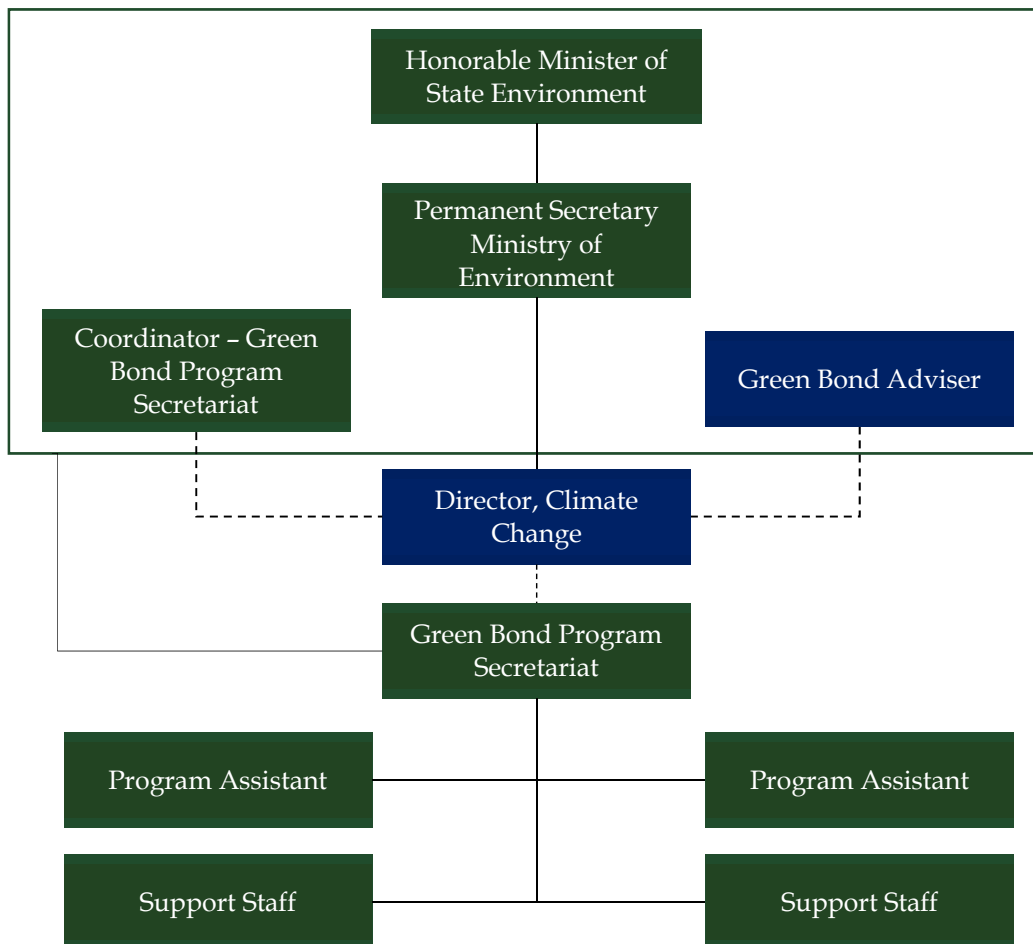 Honorable Minister of
State Environment
Permanent Secretary
Ministry of
Environment
Coordinator – Green
Bond Program
Secretariat
Green Bond Adviser
Director, Climate
Change
Green Bond Program
Secretariat
Program Assistant
Program Assistant
Support Staff
Support Staff